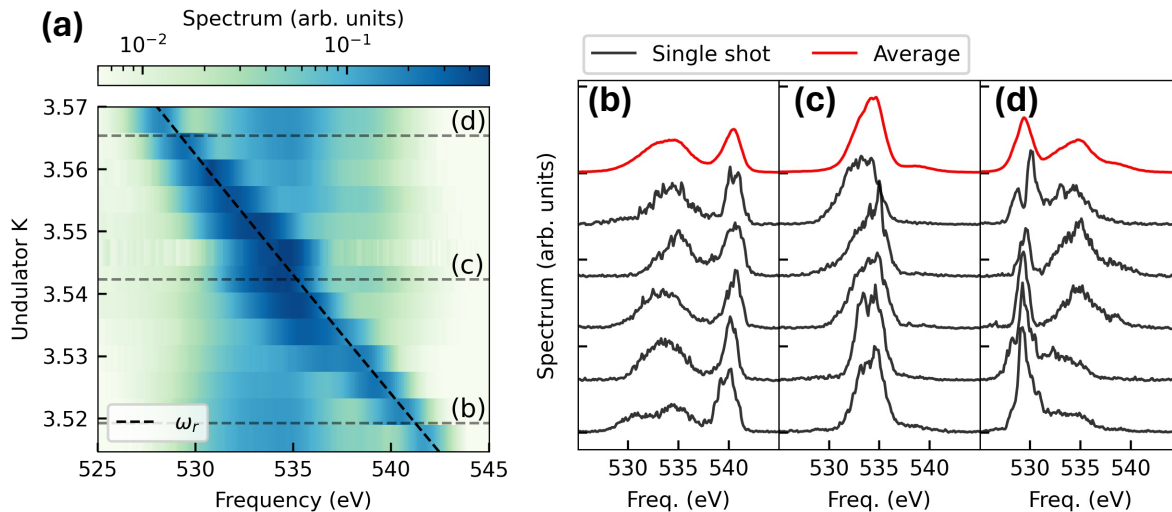 (a)
Spectrum (arb. units)
10⁻² 10⁻¹
3.57
3.56
3.55
3.54
3.53
3.52
Undulator K
(d)
(c)
(b)
ωᵣ
525 530 535 540 545
Frequency (eV)
Single shot Average
(b) (c) (d)
Spectrum (arb. units)
530 535 540 530 535 540 530 535 540
Freq. (eV) Freq. (eV) Freq. (eV)